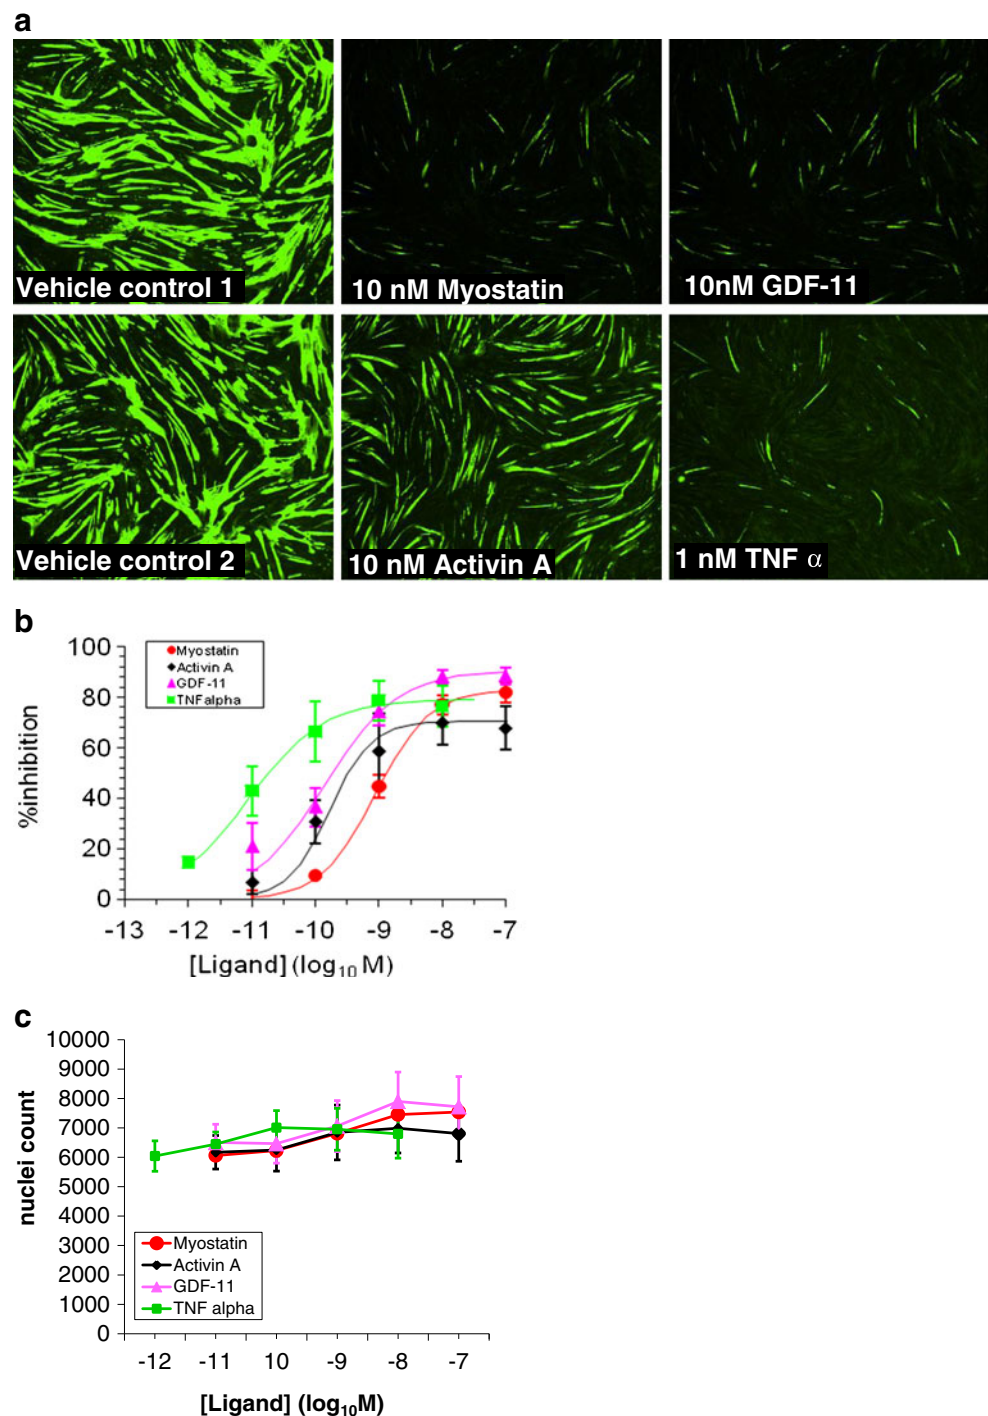 a
Vehicle control 1
10 nM Myostatin
10nM GDF-11
Vehicle control 2
10 nM Activin A
1 nM TNF α
b
100
80
60
40
20
0
%inhibition
Myostatin
Activin A
GDF-11
TNFalpha
-13 -12 -11 -10 -9 -8 -7
[Ligand] (log10 M)
c
10000
9000
8000
7000
6000
5000
4000
3000
2000
1000
0
nuclei count
Myostatin
Activin A
GDF-11
TNF alpha
-12 -11 10 -9 -8 -7
[Ligand] (log10M)